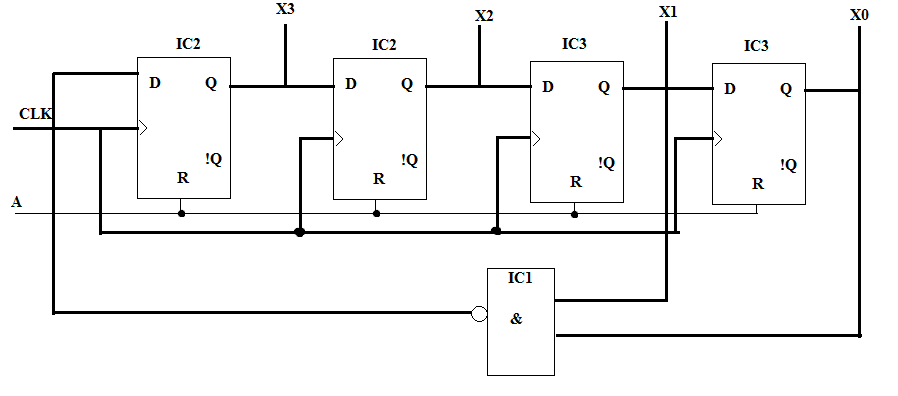 X3
X2
X1
X0
IC2
IC2
IC3
IC3
D Q
D Q
D Q
D Q
CLK
!Q
!Q
!Q
!Q
R
R
R
R
A
IC1
&